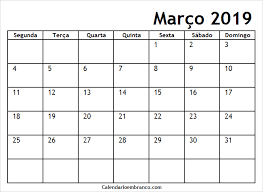 Março 2019
Segunda Terça Quarta Quinta Sexta Sábado Domingo
1 2 3
4 5 6 7 8 9 10
11 12 13 14 15 16 17
18 19 20 21 22 23 24
25 25 27 28 29 30 31
Calendarioembranco.com